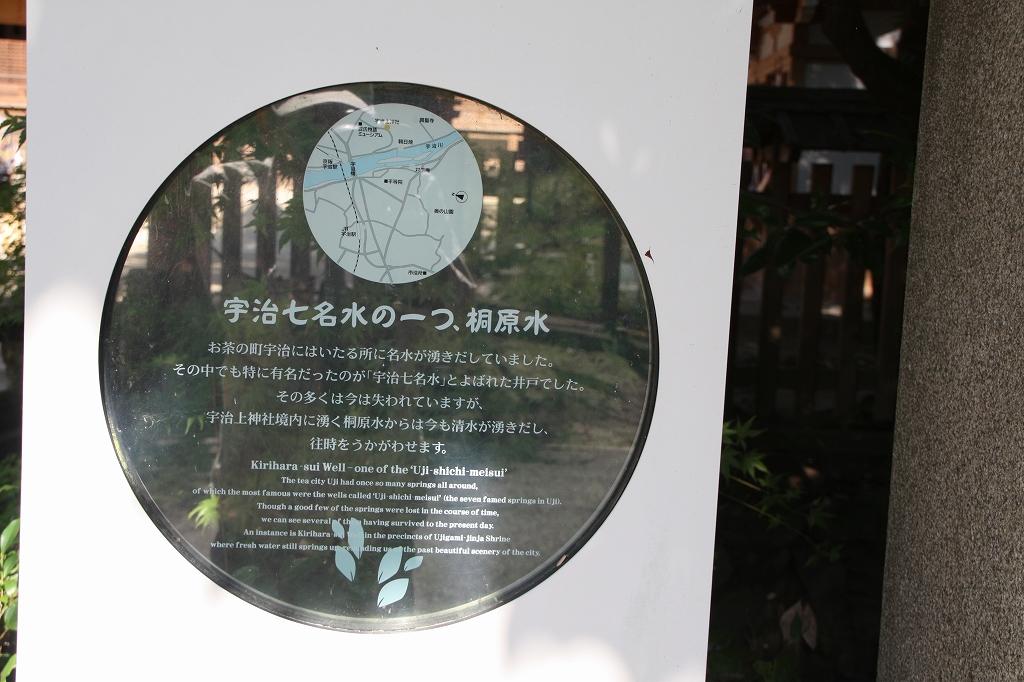 宇治川
平等院
市役所
宇治七名水の一つ、桐原水
お茶の町宇治にはいたる所に名水が湧きだしていました。
その中でも特に有名だったのが「宇治七名水」とよばれた井戸でした。
その多くは今は失われていますが、
宇治上神社境内に湧く桐原水からは今も清水が湧きだし、
往時をうかがわせます。
Kirihara-sui Well – one of the 'Uji-shichi-meisui'
The tea city Uji had once so many springs all around,
of which the most famous were the wells called 'Uji-shichi-meisui' (the seven famed springs in Uji).
Though a good few of the springs were lost in the course of time,
we can see several of them having survived to the present day.
An instance is Kirihara- in the precincts of Ujigami-jinja Shrine
where fresh water still springs up the past beautiful scenery of the city.